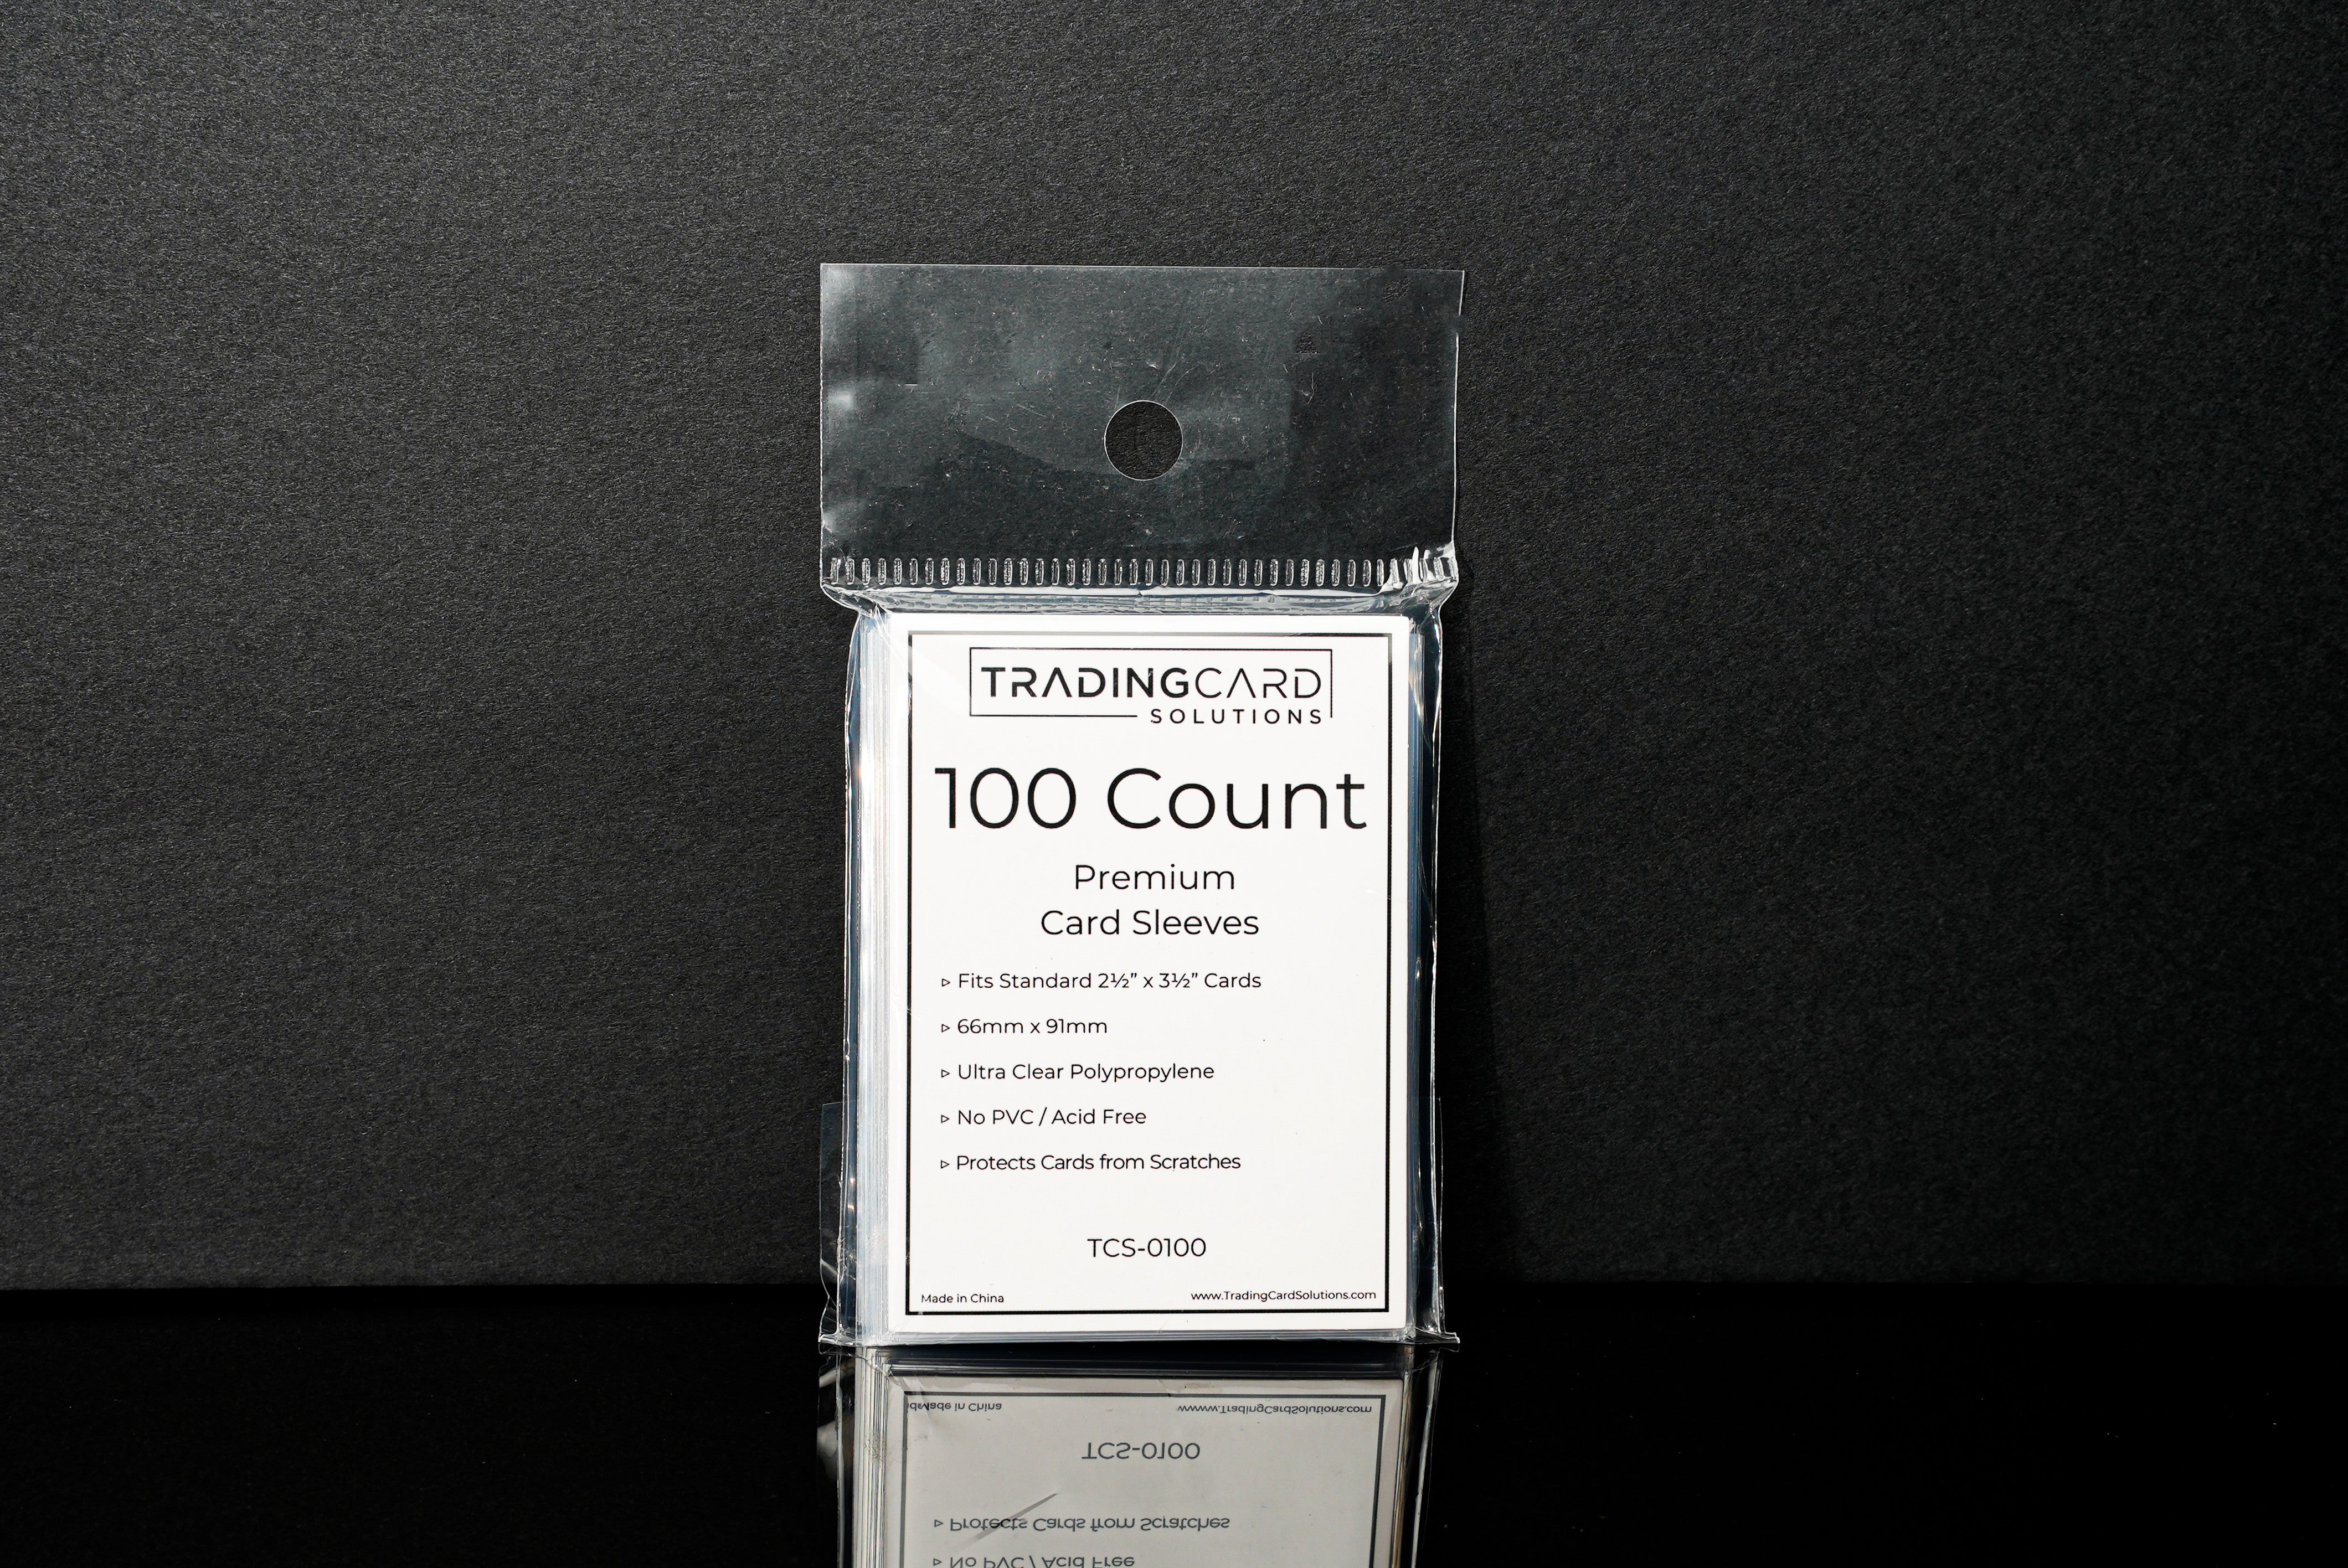 TRADINGCARD
SOLUTIONS
100 Count
Premium
Card Sleeves
▹ Fits Standard 2½” x 3½” Cards
▹ 66mm x 91mm
▹ Ultra Clear Polypropylene
▹ No PVC / Acid Free
▹ Protects Cards from Scratches
TCS-0100
Made in China
www.TradingCardSolutions.com